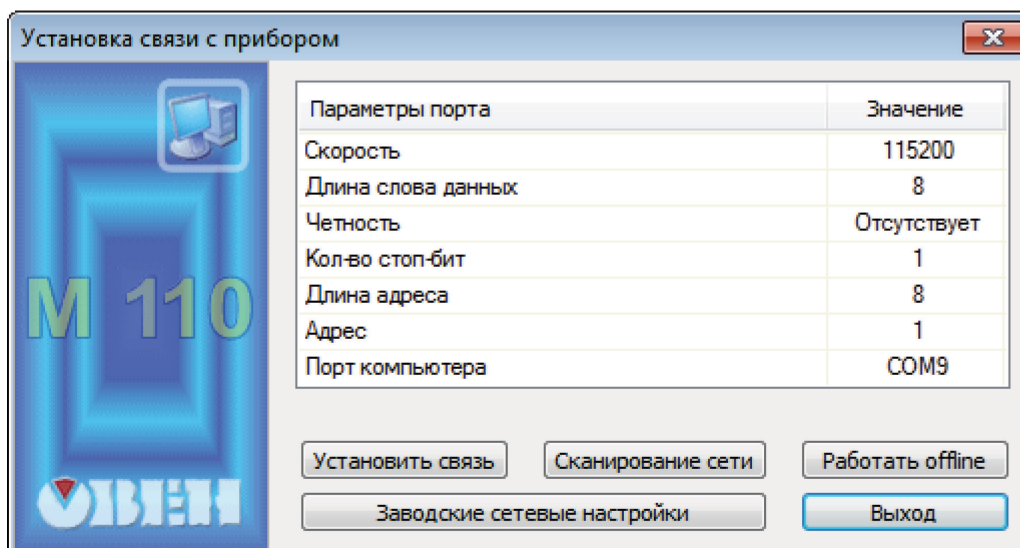 Установка связи с прибором
М 110
ОВЕН
Параметры порта Значение
Скорость 115200
Длина слова данных 8
Четность Отсутствует
Кол-во стоп-бит 1
Длина адреса 8
Адрес 1
Порт компьютера COM9
Установить связь Сканирование сети Работать offline
Заводские сетевые настройки Выход